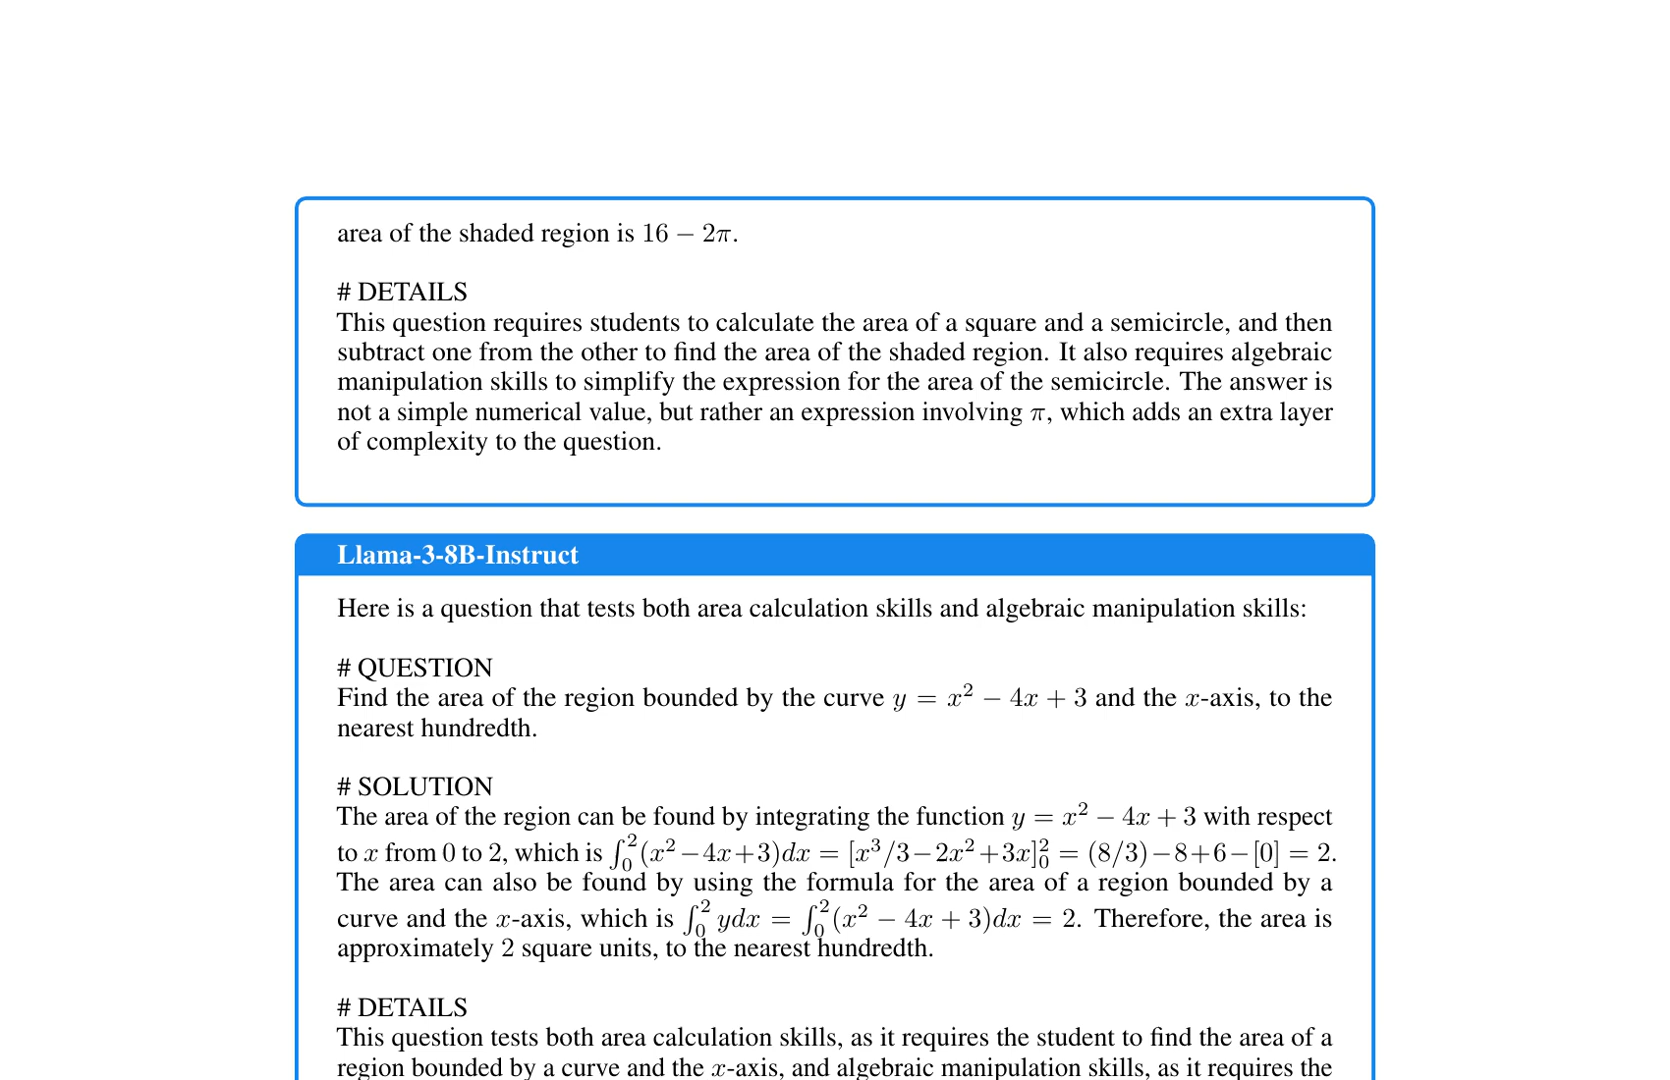 area of the shaded region is 16 − 2π.
# DETAILS
This question requires students to calculate the area of a square and a semicircle, and then
subtract one from the other to find the area of the shaded region. It also requires algebraic
manipulation skills to simplify the expression for the area of the semicircle. The answer is
not a simple numerical value, but rather an expression involving π, which adds an extra layer
of complexity to the question.
Llama-3-8B-Instruct
Here is a question that tests both area calculation skills and algebraic manipulation skills:
# QUESTION
Find the area of the region bounded by the curve y = x² − 4x + 3 and the x-axis, to the
nearest hundredth.
# SOLUTION
The area of the region can be found by integrating the function y = x² − 4x + 3 with respect
to x from 0 to 2, which is ∫₀²(x² − 4x + 3)dx = [x³/3 − 2x² + 3x]₀² = (8/3) − 8 + 6 − [0] = 2.
The area can also be found by using the formula for the area of a region bounded by a
curve and the x-axis, which is ∫₀² ydx = ∫₀²(x² − 4x + 3)dx = 2. Therefore, the area is
approximately 2 square units, to the nearest hundredth.
# DETAILS
This question tests both area calculation skills, as it requires the student to find the area of a
region bounded by a curve and the x-axis, and algebraic manipulation skills, as it requires the